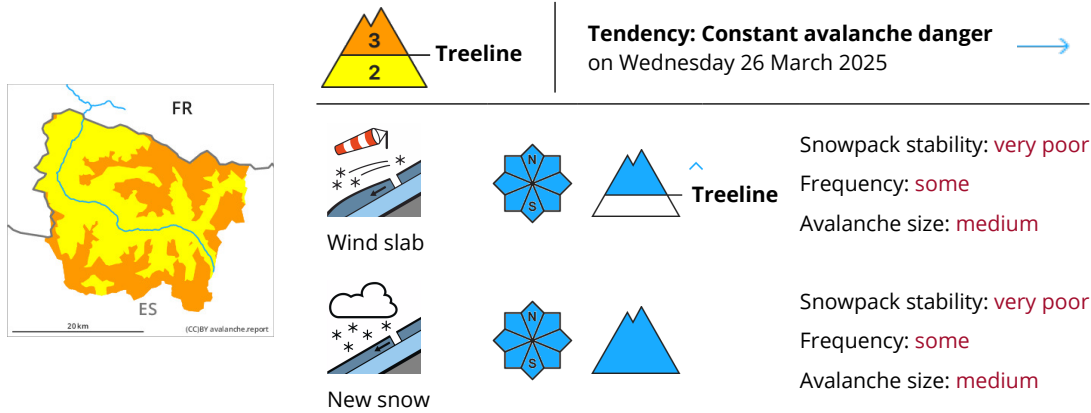 3
2
Treeline
Tendency: Constant avalanche danger
on Wednesday 26 March 2025
FR
ES
20 km
(CC)BY avalanche.report
N
S
Treeline
Wind slab
Snowpack stability: very poor
Frequency: some
Avalanche size: medium
N
S
New snow
Snowpack stability: very poor
Frequency: some
Avalanche size: medium